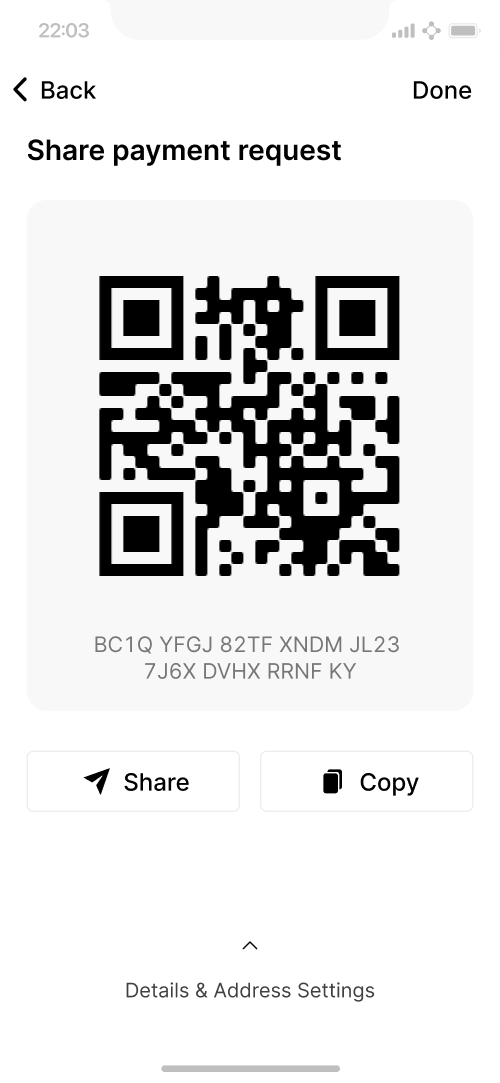 22:03
Back
Done
Share payment request
BC1Q YFGJ 82TF XNDM JL23
7J6X DVHX RRNF KY
Share
Copy
Details & Address Settings